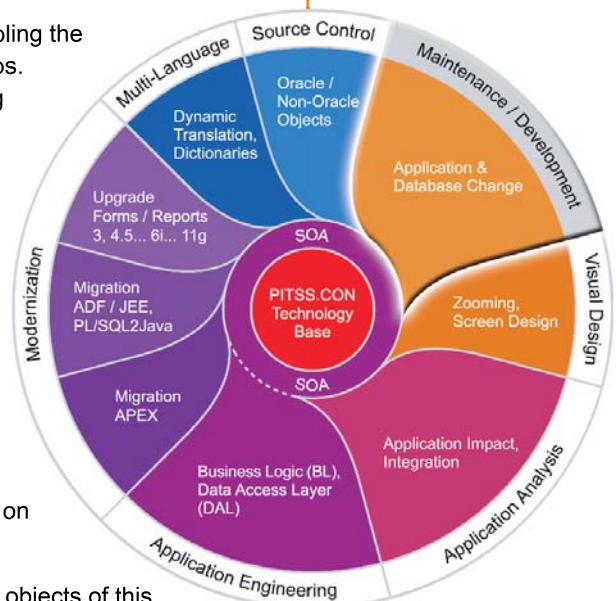 bling the
os.
g
on
objects of this
Source Control
Maintenance / Development
Visual Design
Application Analysis
Application Engineering
Modernization
Multi-Language
Oracle /
Non-Oracle
Objects
Application &
Database Change
Zooming,
Screen Design
Application Impact,
Integration
Business Logic (BL),
Data Access Layer
(DAL)
Migration
APEX
Migration
ADF / JEE,
PL/SQL2Java
Upgrade
Forms / Reports
3, 4.5... 6i... 11g
Dynamic
Translation,
Dictionaries
SOA
PITSS.CON
Technology
Base
SOA